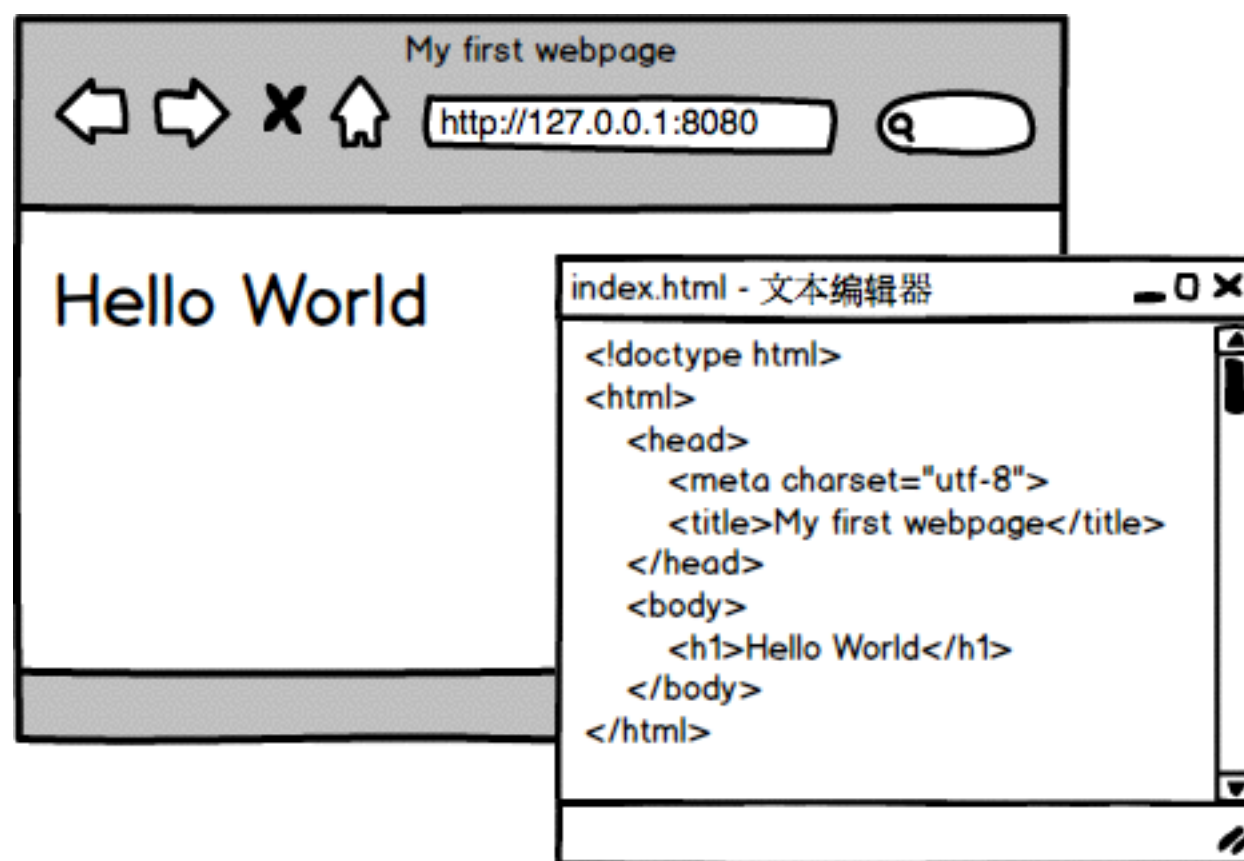 My first webpage
http://127.0.0.1:8080
Hello World
index.html - 文本编辑器
<!doctype html>
<html>
<head>
<meta charset="utf-8">
<title>My first webpage</title>
</head>
<body>
<h1>Hello World</h1>
</body>
</html>